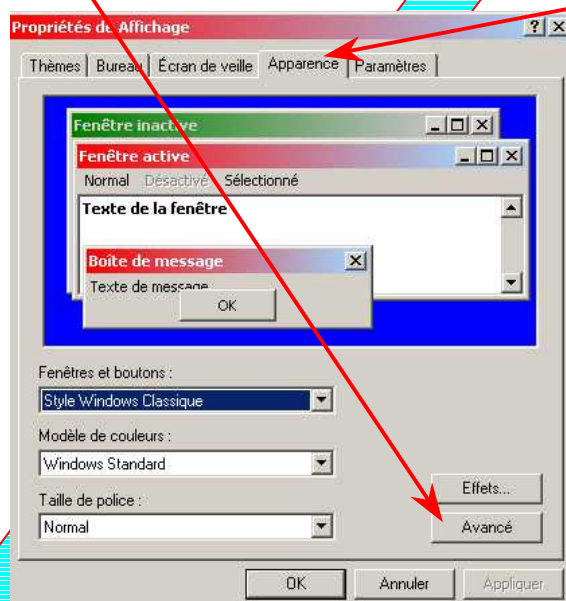 Propriétés de Affichage
Thèmes Bureau Écran de veille Apparence Paramètres
Fenêtre inactive
Fenêtre active
Normal Désactivé Sélectionné
Texte de la fenêtre
Boîte de message
Texte de message
OK
Fenêtres et boutons :
Style Windows Classique
Modèle de couleurs :
Windows Standard
Effets...
Taille de police :
Normal
Avancé
OK Annuler Appliquer